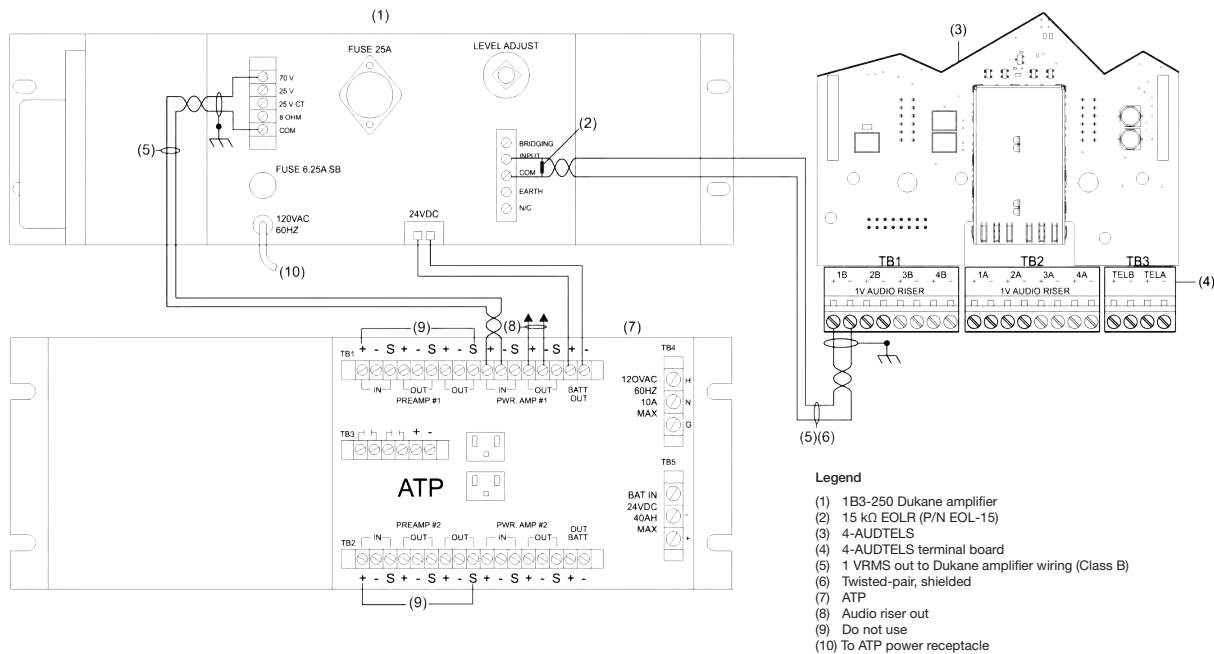 (1)
FUSE 25A
LEVEL ADJUST
70 V
25 V
25 V CT
8 OHM
COM
(5)
FUSE 6.25A SB
120VAC
60HZ
(10)
24VDC
BRIDGING
INPUT
COM
EARTH
N/C
(2)
(3)
TB1 TB2 TB3
1B 2B 3B 4B
+ - + - + - + -
1V AUDIO RISER
1A 2A 3A 4A
+ - + - + - + -
1V AUDIO RISER
TELB TELA
+ - + -
(4)
(5)(6)
(9) (8) (7)
+ - S + - S + - S + - S + - S + -
TB1
IN OUT OUT IN OUT BATT OUT
PREAMP #1 PWR. AMP #1
TB3
+ -
ATP
TB4
12OVAC
60HZ
10A
MAX
H
N
G
TB5
BAT IN
24VDC
40AH
MAX
-
+
PREAMP #2 PWR. AMP #2 OUT BATT
IN OUT OUT IN OUT
TB2
+ - S + - S + - S + - S + - S + -
(9)
Legend
(1) 1B3-250 Dukane amplifier
(2) 15 kΩ EOLR (P/N EOL-15)
(3) 4-AUDTELS
(4) 4-AUDTELS terminal board
(5) 1 VRMS out to Dukane amplifier wiring (Class B)
(6) Twisted-pair, shielded
(7) ATP
(8) Audio riser out
(9) Do not use
(10) To ATP power receptacle